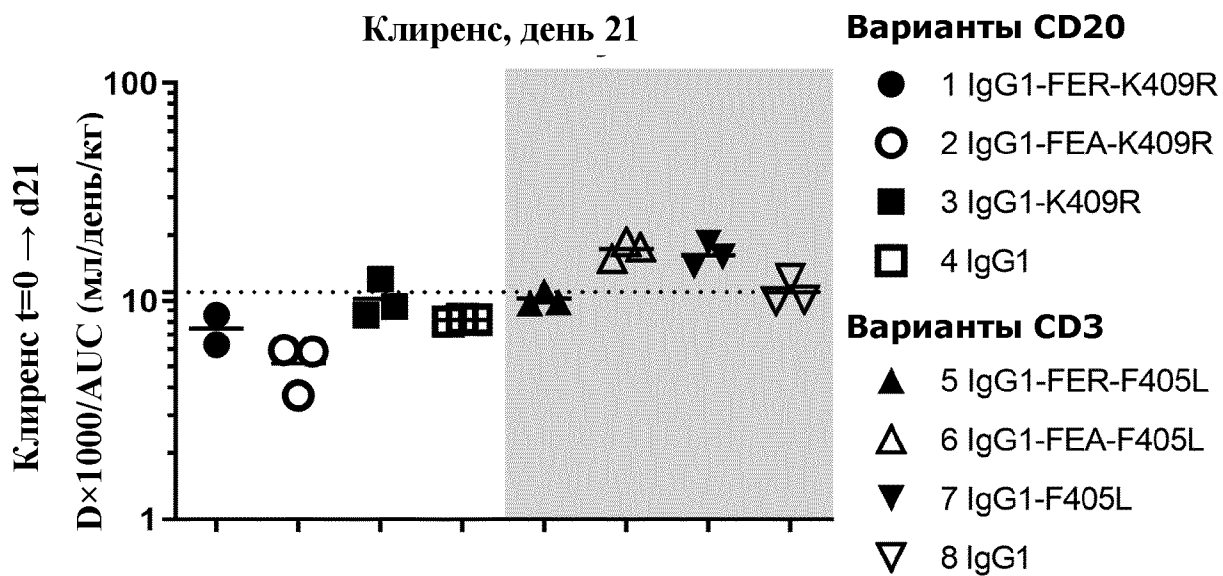 Клиренс, день 21
Клиренс t=0 → d21
D×1000/AUC (мл/день/кг)
100
10
1
Варианты CD20
1 IgG1-FER-K409R
2 IgG1-FEA-K409R
3 IgG1-K409R
4 IgG1
Варианты CD3
5 IgG1-FER-F405L
6 IgG1-FEA-F405L
7 IgG1-F405L
8 IgG1